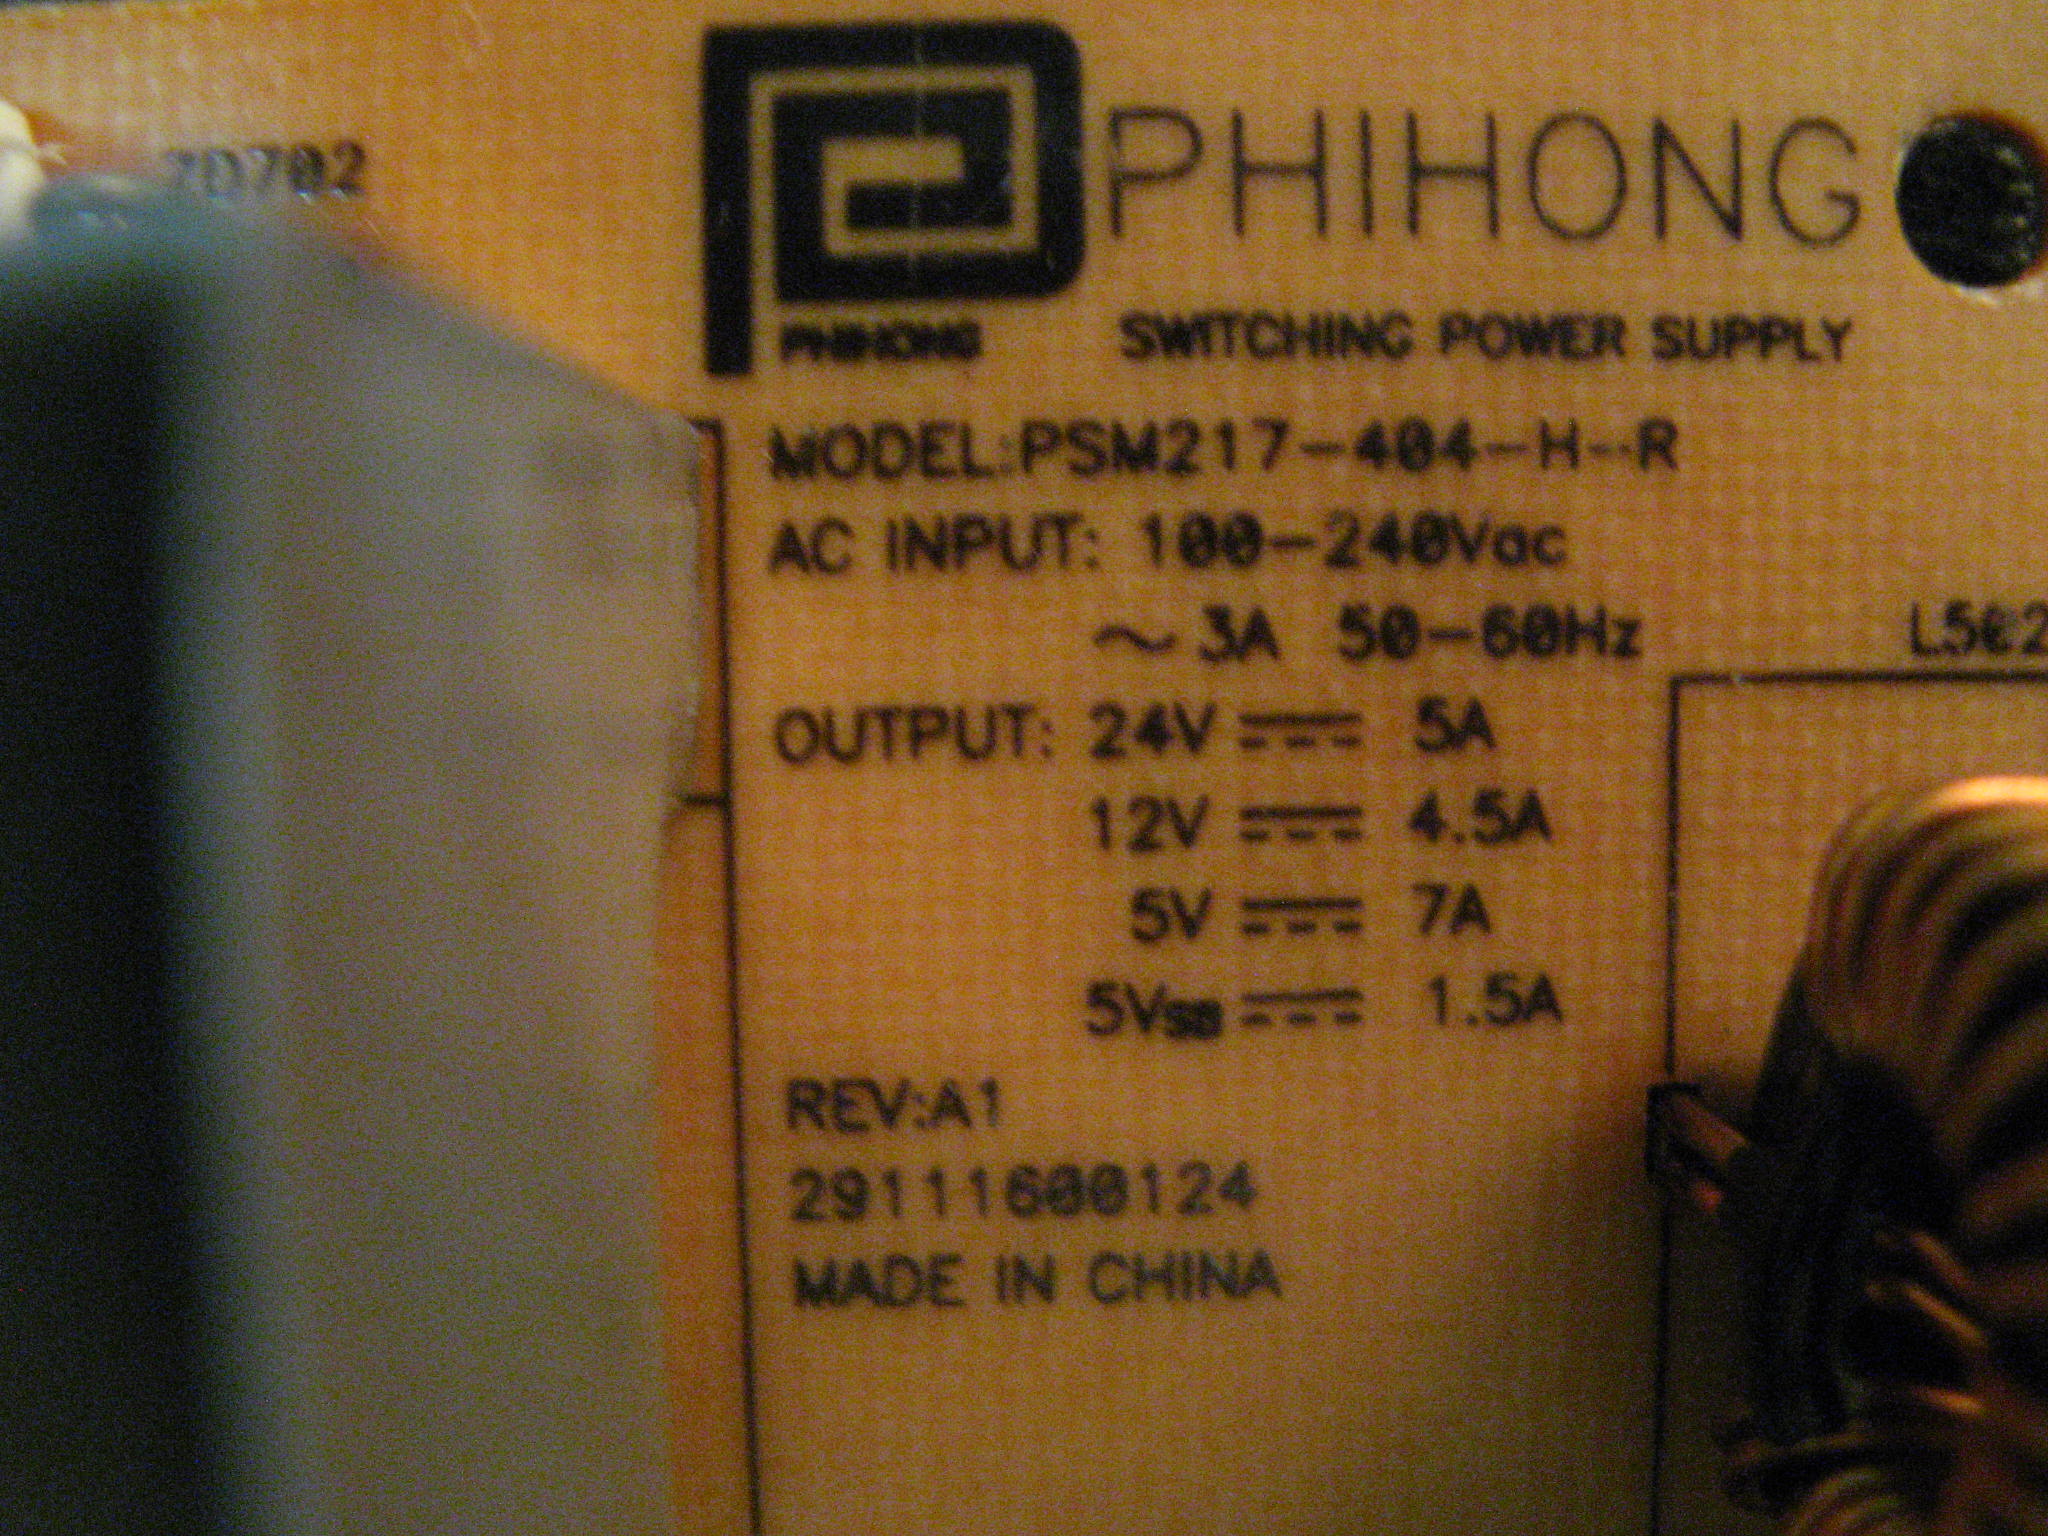 ZD702
PHIHONG
PHIHONG SWITCHING POWER SUPPLY
MODEL:PSM217-404-H--R
AC INPUT: 100-240Vac
~ 3A 50-60Hz
L502
OUTPUT: 24V ⎓ 5A
12V ⎓ 4.5A
5V ⎓ 7A
5VSB ⎓ 1.5A
REV:A1
29111600124
MADE IN CHINA